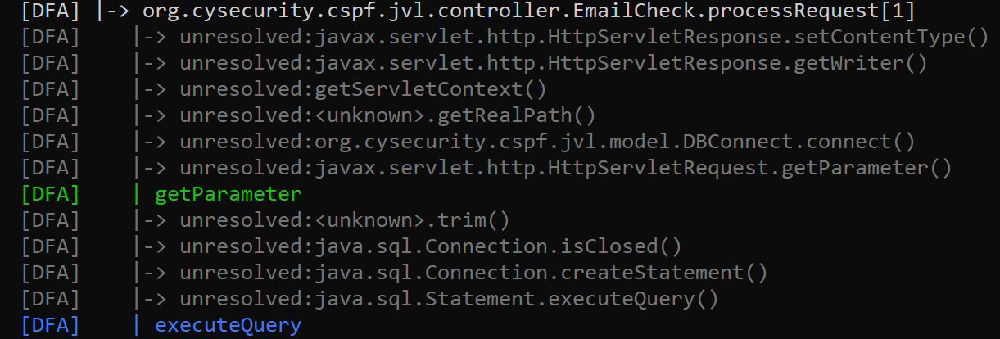 [DFA] |-> org.cysecurity.cspf.jvl.controller.EmailCheck.processRequest[1]
[DFA] |-> unresolved:javax.servlet.http.HttpServletResponse.setContentType()
[DFA] |-> unresolved:javax.servlet.http.HttpServletResponse.getWriter()
[DFA] |-> unresolved:getServletContext()
[DFA] |-> unresolved:<unknown>.getRealPath()
[DFA] |-> unresolved:org.cysecurity.cspf.jvl.model.DBConnect.connect()
[DFA] |-> unresolved:javax.servlet.http.HttpServletRequest.getParameter()
[DFA] | getParameter
[DFA] |-> unresolved:<unknown>.trim()
[DFA] |-> unresolved:java.sql.Connection.isClosed()
[DFA] |-> unresolved:java.sql.Connection.createStatement()
[DFA] |-> unresolved:java.sql.Statement.executeQuery()
[DFA] | executeQuery